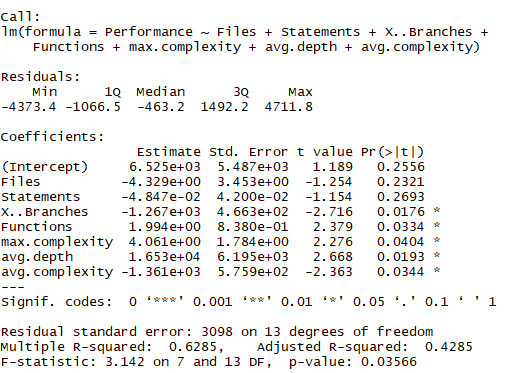 Call:
lm(formula = Performance ~ Files + Statements + X..Branches +
    Functions + max.complexity + avg.depth + avg.complexity)
Residuals:
    Min      1Q  Median      3Q     Max
-4373.4 -1066.5  -463.2  1492.2  4711.8
Coefficients:
                 Estimate Std. Error t value Pr(>|t|)
(Intercept)     6.525e+03  5.487e+03   1.189   0.2556
Files          -4.329e+00  3.453e+00  -1.254   0.2321
Statements     -4.847e-02  4.200e-02  -1.154   0.2693
X..Branches    -1.267e+03  4.663e+02  -2.716   0.0176 *
Functions       1.994e+00  8.380e-01   2.379   0.0334 *
max.complexity  4.061e+00  1.784e+00   2.276   0.0404 *
avg.depth       1.653e+04  6.195e+03   2.668   0.0193 *
avg.complexity -1.361e+03  5.759e+02  -2.363   0.0344 *
---
Signif. codes:  0 ‘***’ 0.001 ‘**’ 0.01 ‘*’ 0.05 ‘.’ 0.1 ‘ ’ 1
Residual standard error: 3098 on 13 degrees of freedom
Multiple R-squared:  0.6285,    Adjusted R-squared:  0.4285
F-statistic: 3.142 on 7 and 13 DF,  p-value: 0.03566